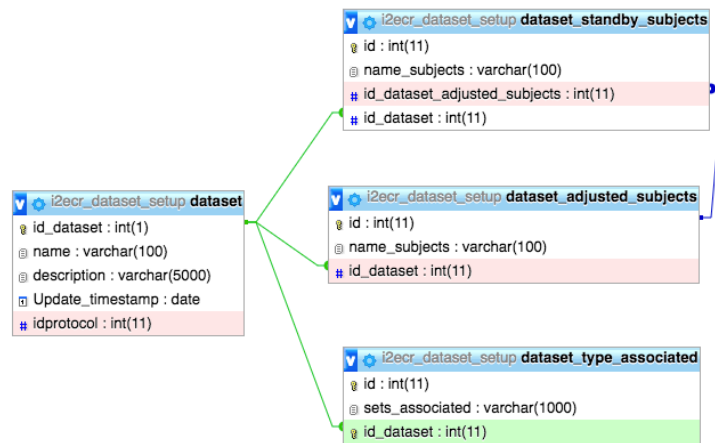 i2ecr_dataset_setup dataset_standby_subjects
id : int(11)
name_subjects : varchar(100)
# id_dataset_adjusted_subjects : int(11)
# id_dataset : int(11)
i2ecr_dataset_setup dataset
id_dataset : int(1)
name : varchar(100)
description : varchar(5000)
Update_timestamp : date
# idprotocol : int(11)
i2ecr_dataset_setup dataset_adjusted_subjects
id : int(11)
name_subjects : varchar(100)
# id_dataset : int(11)
i2ecr_dataset_setup dataset_type_associated
id : int(11)
sets_associated : varchar(1000)
id_dataset : int(11)